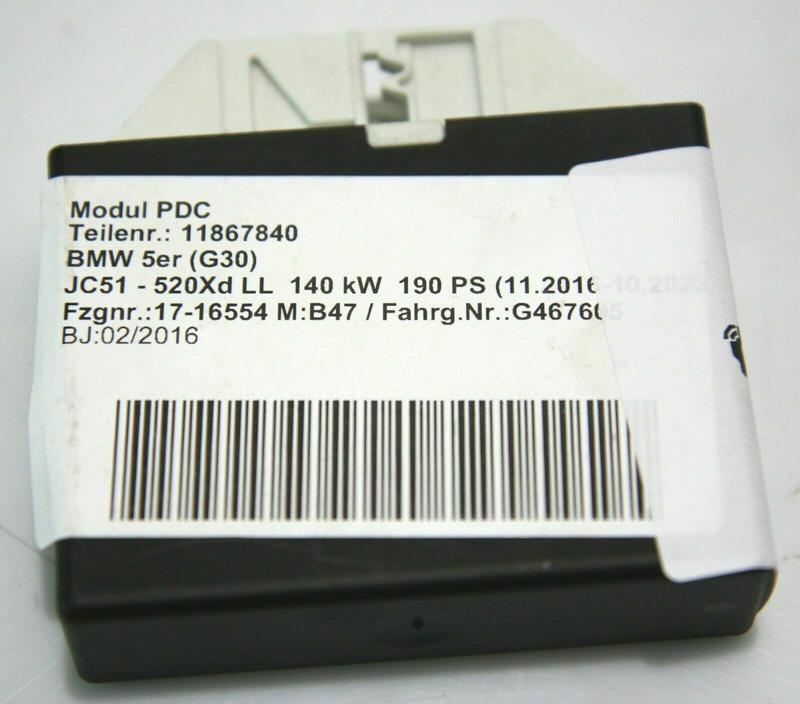 Modul PDC
Teilenr.: 11867840
BMW 5er (G30)
JC51 - 520Xd LL 140 kW 190 PS (11.2016
Fzgnr.:17-16554 M:B47 / Fahrg.Nr.:G46760
BJ:02/2016